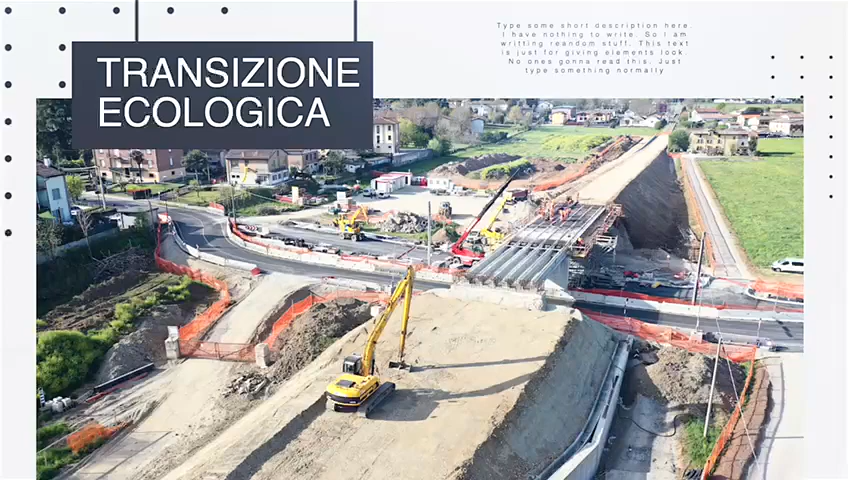 TRANSIZIONE
ECOLOGICA
Type some short description here.
I have nothing to write. So I am
writting reandom stuff. This text
is just for giving elements look.
No ones gonna read this. Just
type something normally